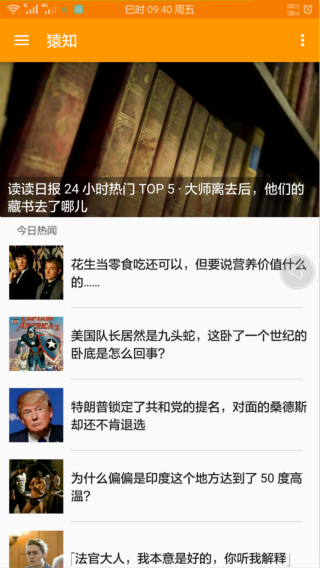 巳时 09:40 周五
0B/s
0B/s
猿知
读读日报 24 小时热门 TOP 5 · 大师离去后，他们的
藏书去了哪儿
今日热闻
花生当零食吃还可以，但要说营养价值什么
的……
美国队长居然是九头蛇，这卧了一个世纪的
卧底是怎么回事？
特朗普锁定了共和党的提名，对面的桑德斯
却还不肯退选
为什么偏偏是印度这个地方达到了 50 度高
温？
「法官大人，我本意是好的，你听我解释」